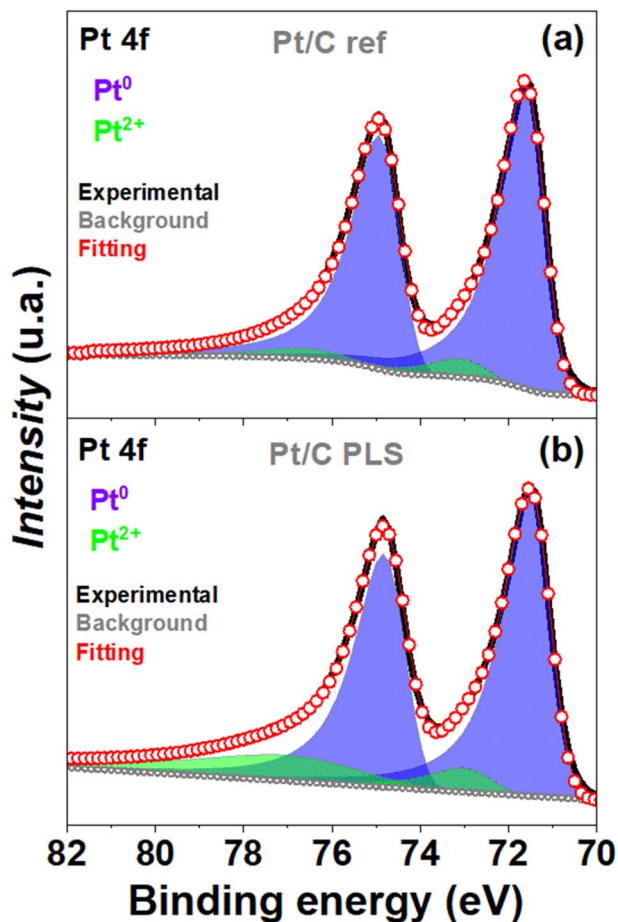 Pt 4f
Pt/C ref
(a)
Pt⁰
Pt²⁺
Experimental
Background
Fitting
Pt 4f
Pt/C PLS
(b)
Pt⁰
Pt²⁺
Experimental
Background
Fitting
Intensity (u.a.)
82 80 78 76 74 72 70
Binding energy (eV)